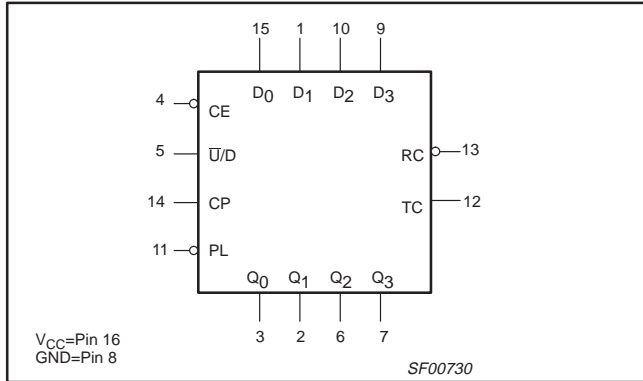 15 1 10 9
D0 D1 D2 D3
4 CE
5 U̅/D RC 13
14 CP TC 12
11 PL
Q0 Q1 Q2 Q3
3 2 6 7
VCC=Pin 16
GND=Pin 8
SF00730